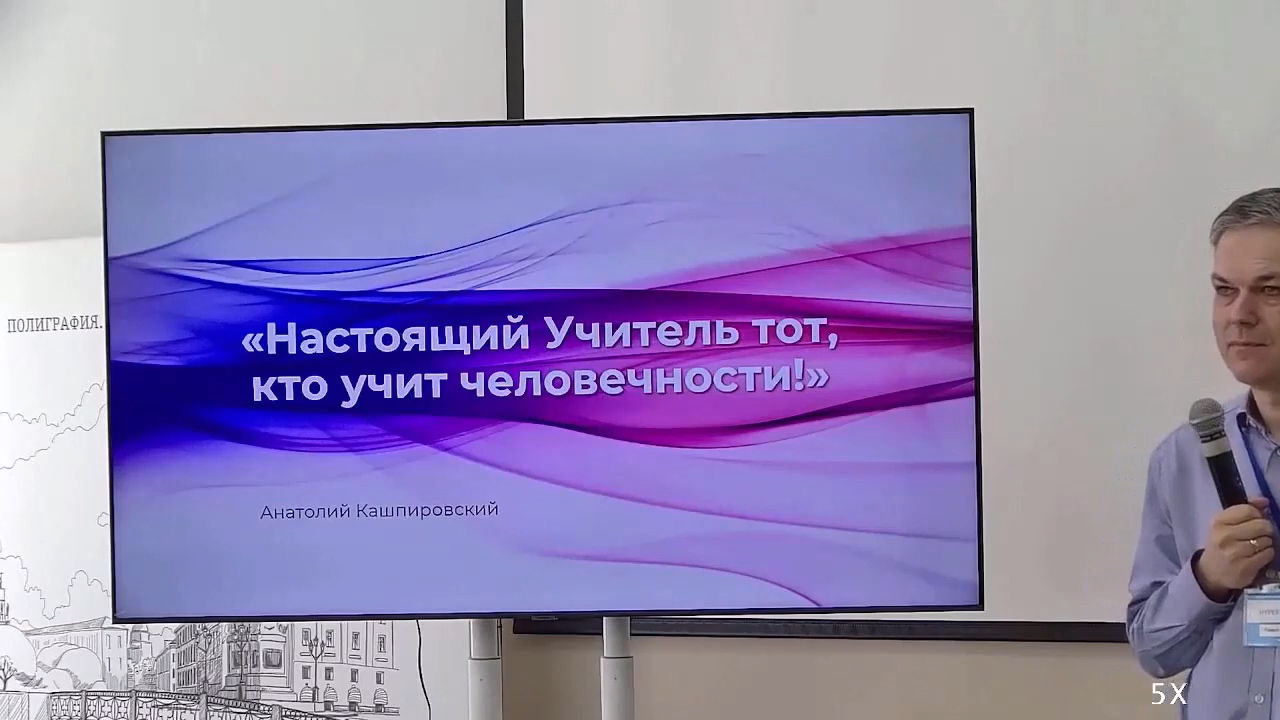 ПОЛИГРАФИЯ.
«Настоящий Учитель тот,
кто учит человечности!»
Анатолий Кашпировский
5X